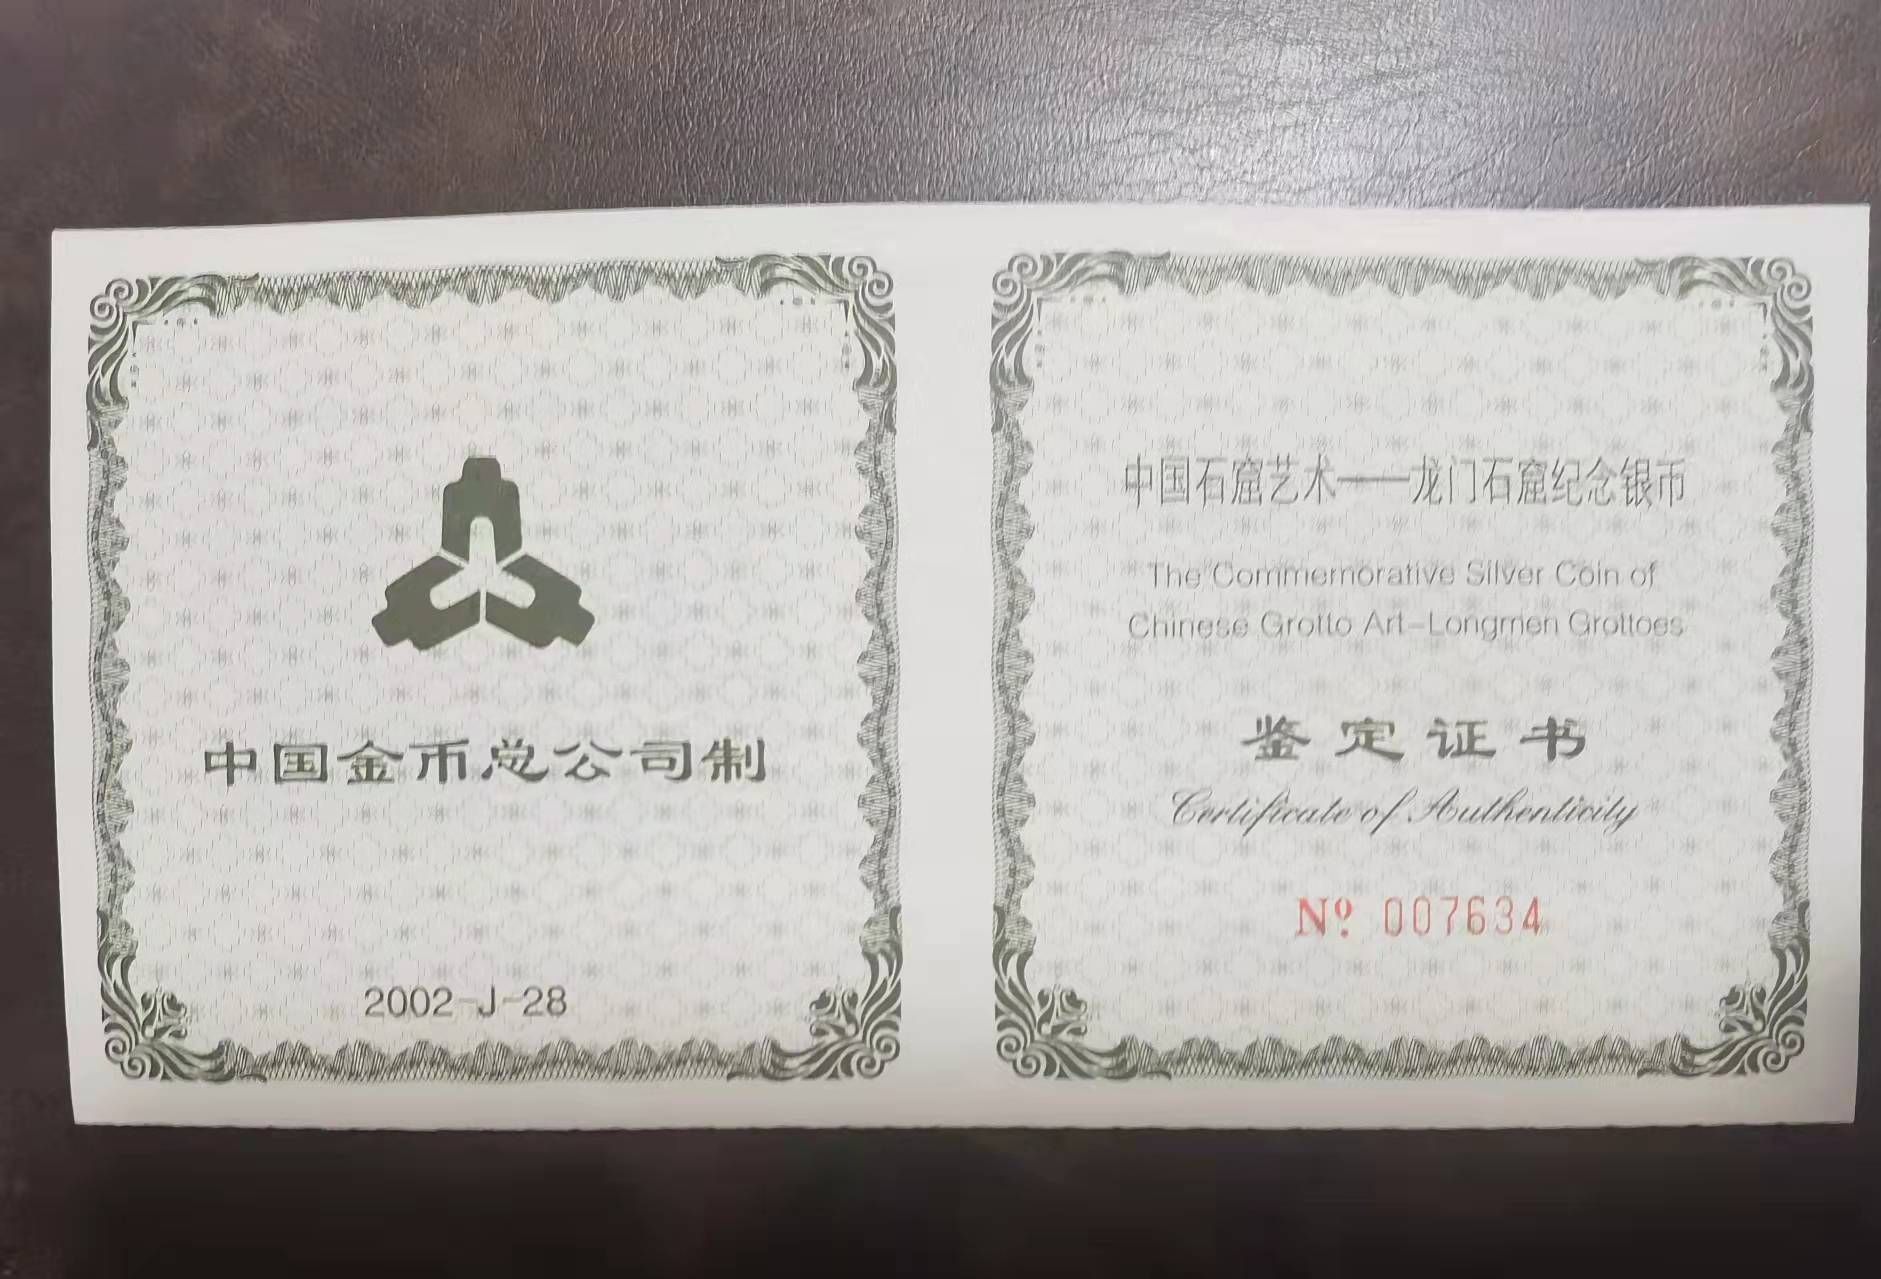 中国金币总公司制
2002-J-28
中国石窟艺术——龙门石窟纪念银币
The Commemorative Silver Coin of
Chinese Grotto Art-Longmen Grottoes
鉴定证书
Certificate of Authenticity
Nº 007634